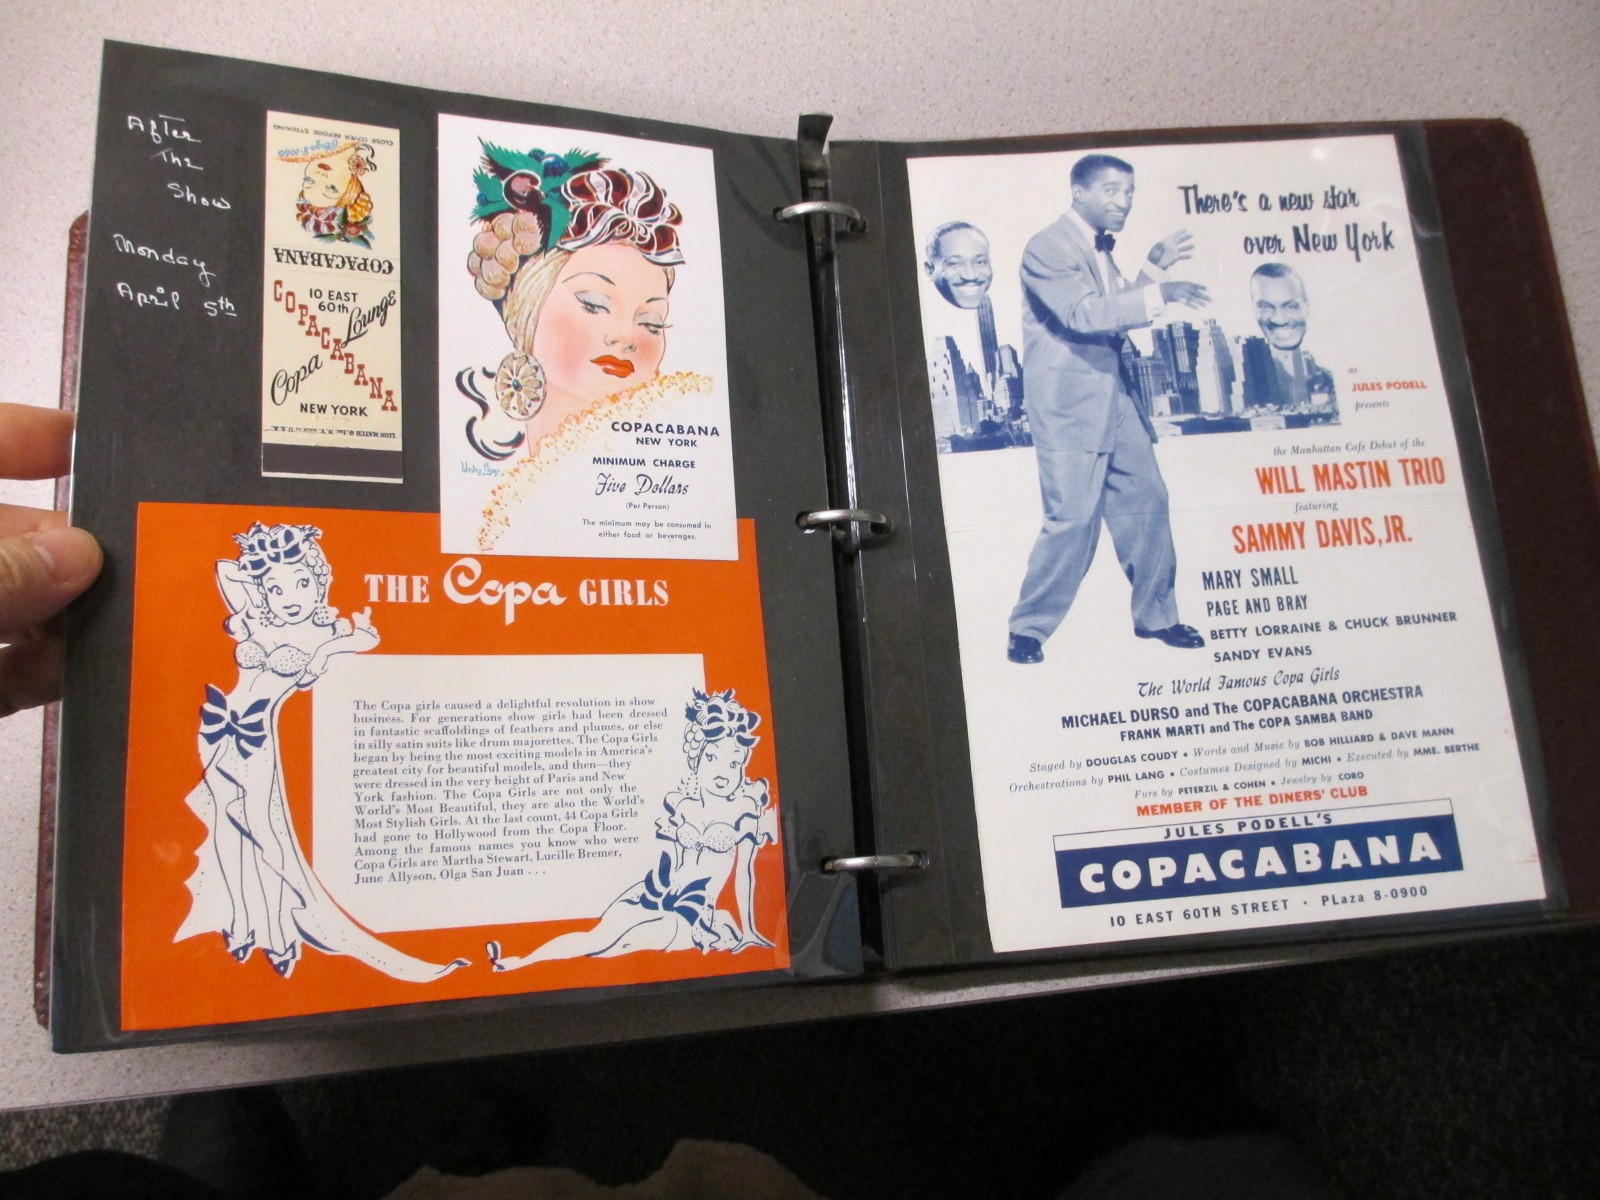 After
The
Show
Monday
April 5th
CLOSE COVER BEFORE STRIKING
COPACABANA
10 EAST
60th
COPACABANA
Copa Lounge
NEW YORK
LION MATCH CO., INC., N.Y. MADE IN U.S.A.
COPACABANA
NEW YORK
MINIMUM CHARGE
Five Dollars
(Per Person)
The minimum may be consumed in
either food or beverages.
THE Copa GIRLS
The Copa girls caused a delightful revolution in show
business. For generations show girls had been dressed
in fantastic scaffoldings of feathers and plumes, or else
in silly satin suits like drum majorettes. The Copa Girls
began by being the most exciting models in America's
greatest city for beautiful models, and then—they
were dressed in the very height of Paris and New
York fashion. The Copa Girls are not only the
World's Most Beautiful, they are also the World's
Most Stylish Girls. At the last count, 44 Copa Girls
had gone to Hollywood from the Copa Floor.
Among the famous names you know who were
Copa Girls are Martha Stewart, Lucille Bremer,
June Allyson, Olga San Juan . . .
There's a new star
over New York
as
JULES PODELL
presents
the Manhattan Cafe Debut of the
WILL MASTIN TRIO
featuring
SAMMY DAVIS, JR.
MARY SMALL
PAGE AND BRAY
BETTY LORRAINE & CHUCK BRUNNER
SANDY EVANS
The World Famous Copa Girls
MICHAEL DURSO and The COPACABANA ORCHESTRA
FRANK MARTI and The COPA SAMBA BAND
Staged by DOUGLAS COUDY • Words and Music by BOB HILLIARD & DAVE MANN
Orchestrations by PHIL LANG • Costumes Designed by MICHI • Executed by MME. BERTHE
Furs by PETERZIL & COHEN • Jewelry by CORO
MEMBER OF THE DINERS' CLUB
JULES PODELL'S
COPACABANA
10 EAST 60TH STREET • PLaza 8-0900